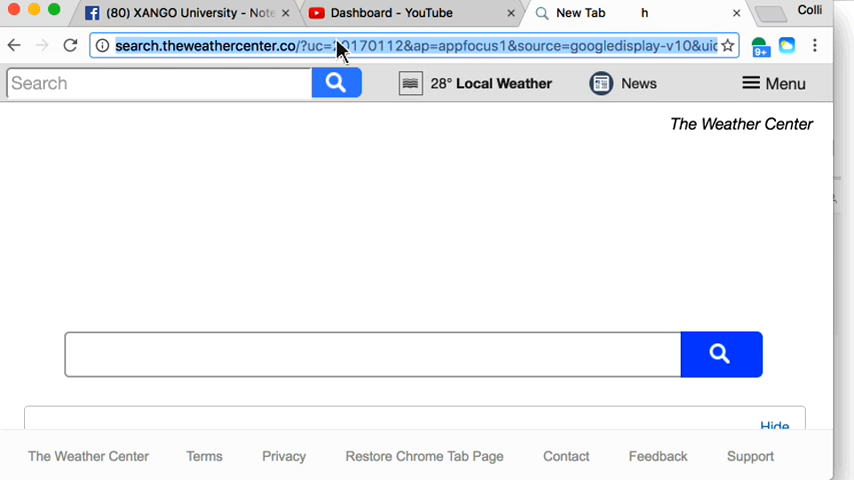 (80) XANGO University - Note
Dashboard - YouTube
New Tab h
Colli
search.theweathercenter.co/?uc=20170112&ap=appfocus1&source=googledisplay-v10&uid
9+
Search
28° Local Weather
News
Menu
The Weather Center
Hide
The Weather Center
Terms
Privacy
Restore Chrome Tab Page
Contact
Feedback
Support